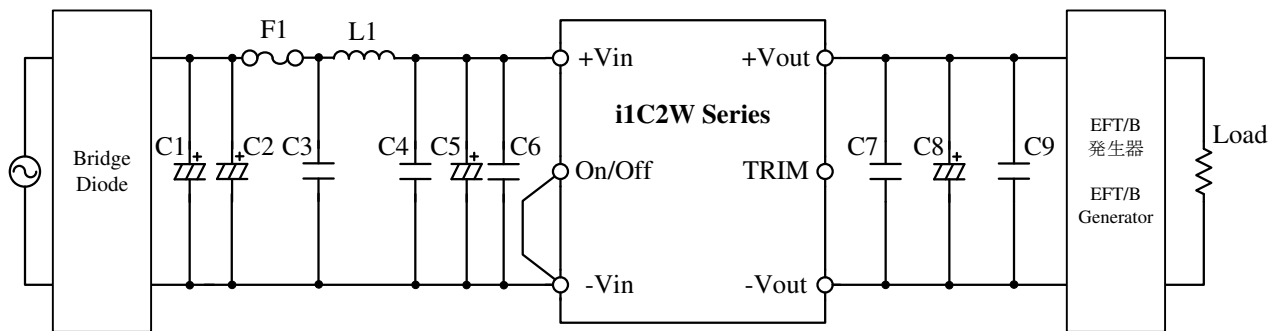 F1
L1
+Vin
+Vout
i1C2W Series
C1
+
C2
+
C3
C4
C5
+
C6
C7
C8
+
C9
Bridge
Diode
On/Off
TRIM
EFT/B
発生器
EFT/B
Generator
Load
-Vin
-Vout